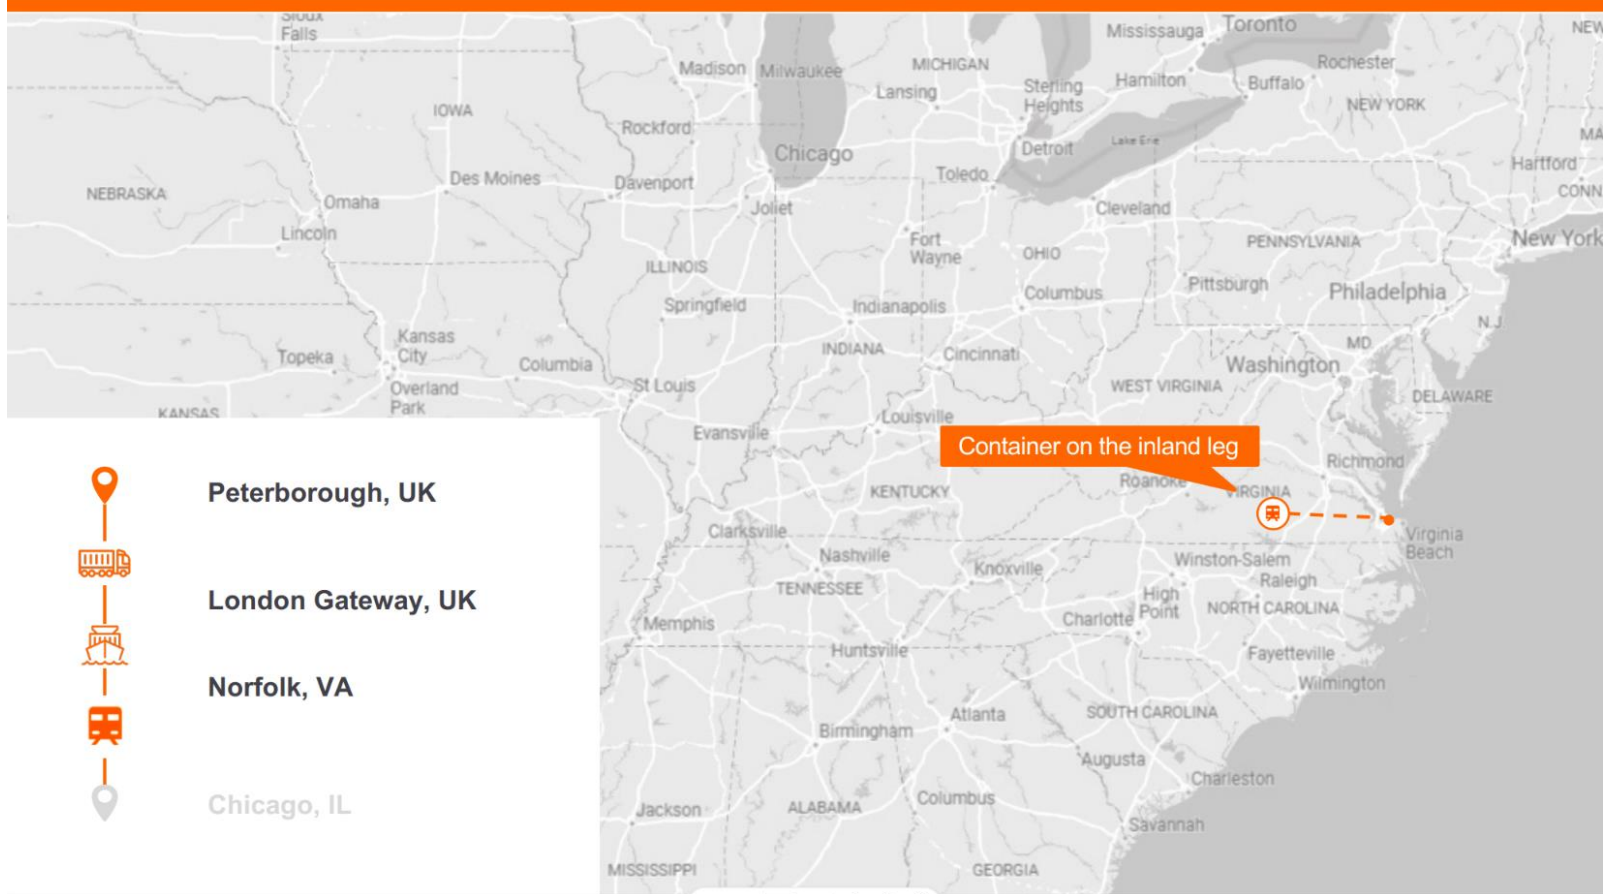 Sioux
Falls
Madison
Milwaukee
MICHIGAN
Lansing
Sterling
Heights
Mississauga
Toronto
Hamilton
Buffalo
Rochester
NEW YORK
NEW
MA
IOWA
Rockford
Chicago
Detroit
Lake Erie
Hartford
CONN
NEBRASKA
Omaha
Des Moines
Davenport
Joliet
Toledo
Cleveland
Lincoln
ILLINOIS
Fort
Wayne
OHIO
PENNSYLVANIA
New York
Springfield
Indianapolis
Columbus
Pittsburgh
Philadelphia
N.J
Kansas
City
Topeka
Columbia
INDIANA
Cincinnati
MD
Washington
Overland
Park
St Louis
WEST VIRGINIA
DELAWARE
KANSAS
Evansville
Louisville
Container on the inland leg
Richmond
Roanoke
VIRGINIA
KENTUCKY
Virginia
Beach
Clarksville
Nashville
TENNESSEE
Knoxville
Winston-Salem
Raleigh
High
Point
NORTH CAROLINA
Charlotte
Memphis
Huntsville
Fayetteville
Wilmington
Atlanta
SOUTH CAROLINA
Birmingham
Augusta
Charleston
Jackson
ALABAMA
Columbus
Savannah
MISSISSIPPI
GEORGIA
Peterborough, UK
London Gateway, UK
Norfolk, VA
Chicago, IL